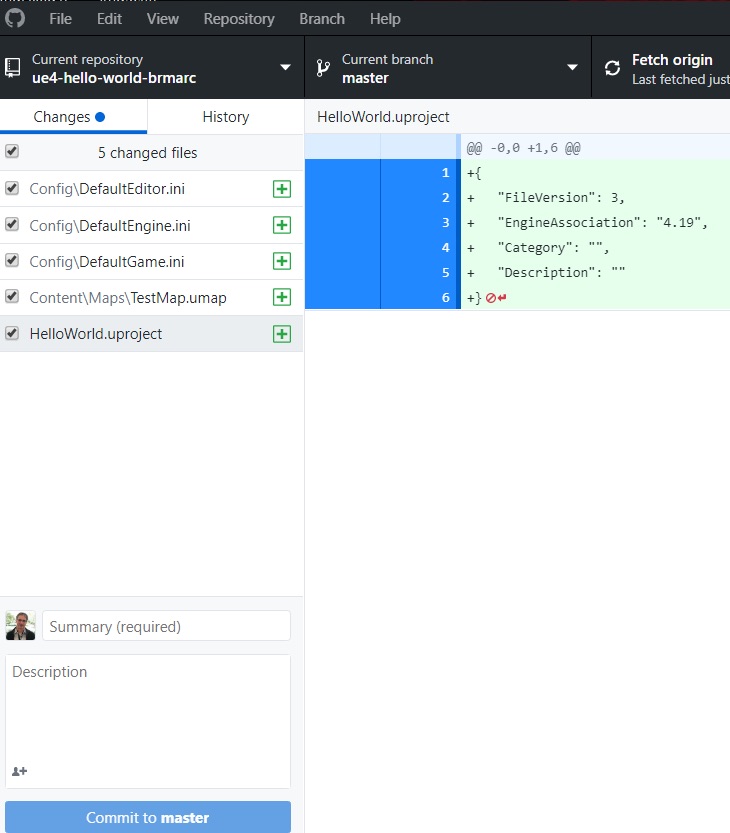 File Edit View Repository Branch Help
Current repository
ue4-hello-world-brmarc
Current branch
master
Fetch origin
Last fetched just
Changes
History
HelloWorld.uproject
5 changed files
@@ -0,0 +1,6 @@
Config\DefaultEditor.ini
Config\DefaultEngine.ini
Config\DefaultGame.ini
Content\Maps\TestMap.umap
HelloWorld.uproject
1 +{
2 + "FileVersion": 3,
3 + "EngineAssociation": "4.19",
4 + "Category": "",
5 + "Description": ""
6 +}
Summary (required)
Description
Commit to master